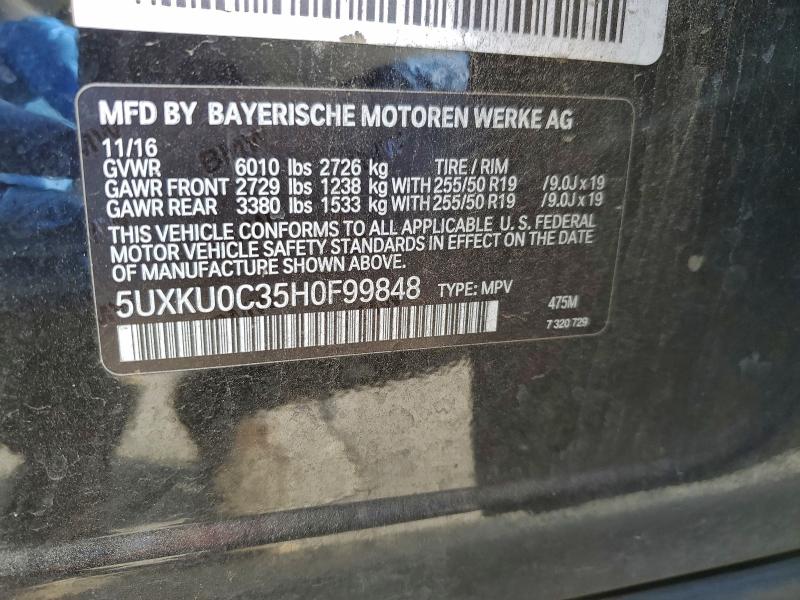 MFD BY BAYERISCHE MOTOREN WERKE AG
11/16
GVWR 6010 lbs 2726 kg TIRE / RIM
GAWR FRONT 2729 lbs 1238 kg WITH 255/50 R19 /9.0J x 19
GAWR REAR 3380 lbs 1533 kg WITH 255/50 R19 /9.0J x 19
THIS VEHICLE CONFORMS TO ALL APPLICABLE U. S. FEDERAL
MOTOR VEHICLE SAFETY STANDARDS IN EFFECT ON THE DATE
OF MANUFACTURE SHOWN ABOVE.
5UXKU0C35H0F99848 TYPE: MPV 475M
7 320 729